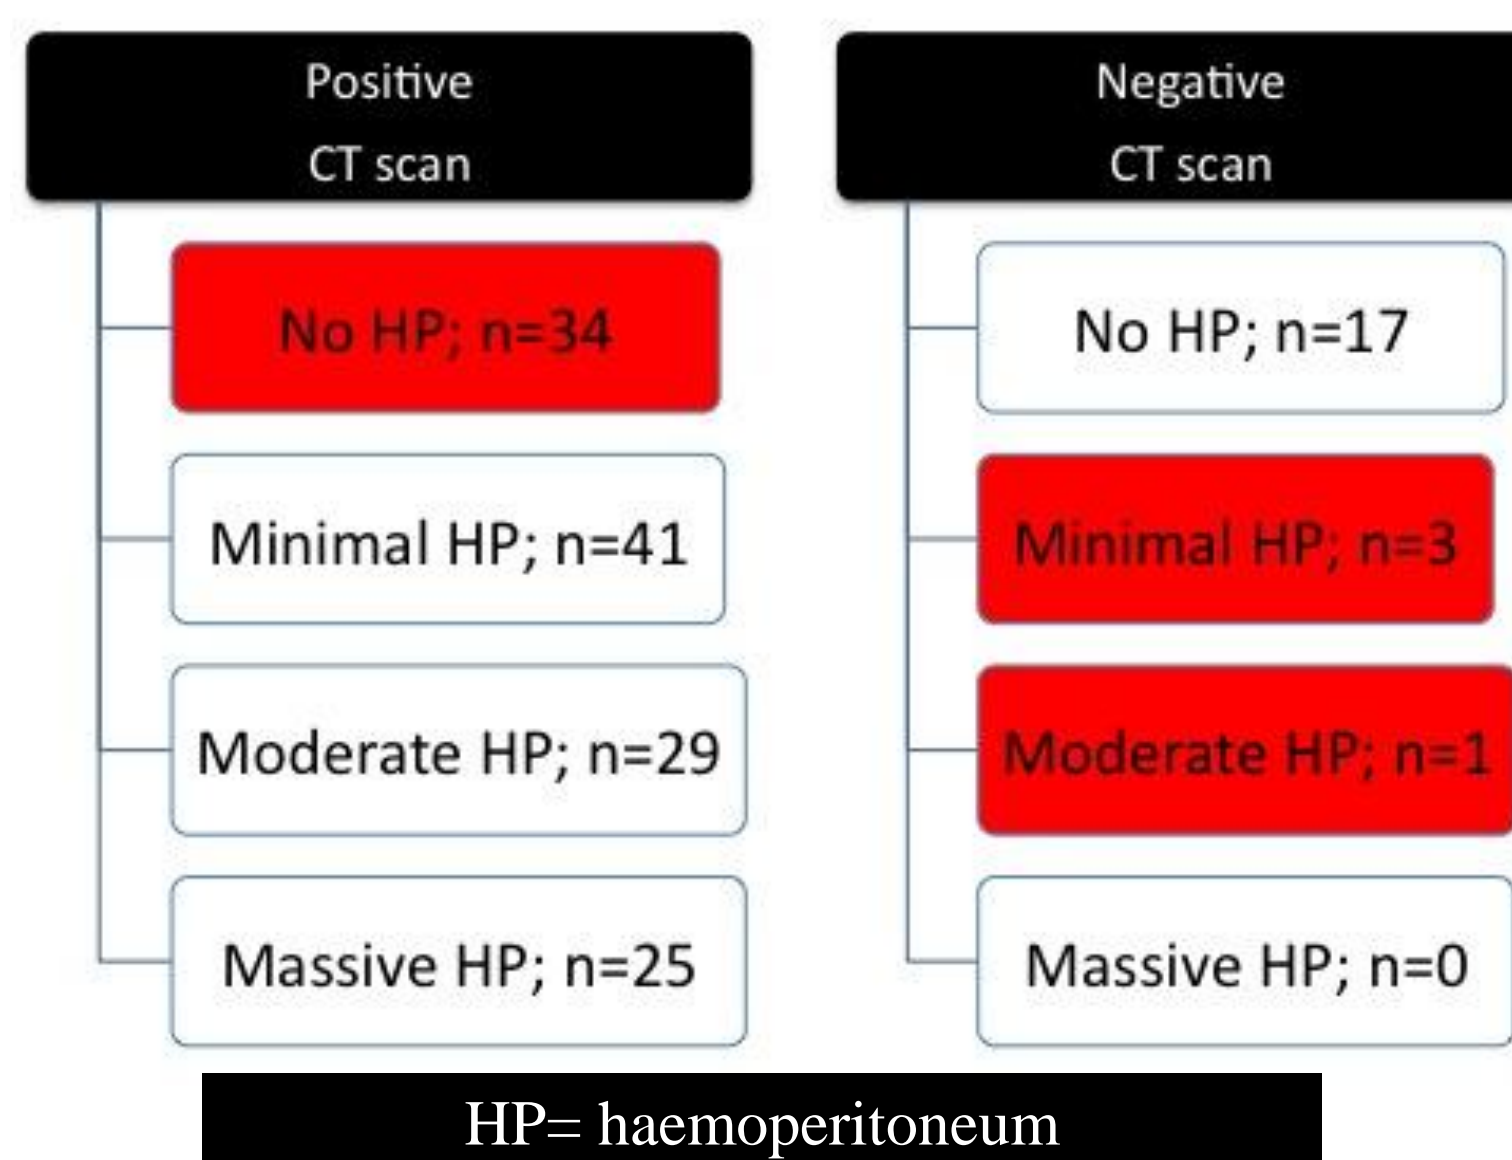 Positive
CT scan
No HP; n=34
Minimal HP; n=41
Moderate HP; n=29
Massive HP; n=25
Negative
CT scan
No HP; n=17
Minimal HP; n=3
Moderate HP; n=1
Massive HP; n=0
HP= haemoperitoneum